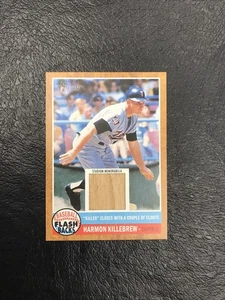 STADIUM MEMORABILIA
"KILLER" CLOSES WITH A COUPLE OF CLOUTS
BASEBALL
FLASH
BACKS
HARMON KILLEBREW